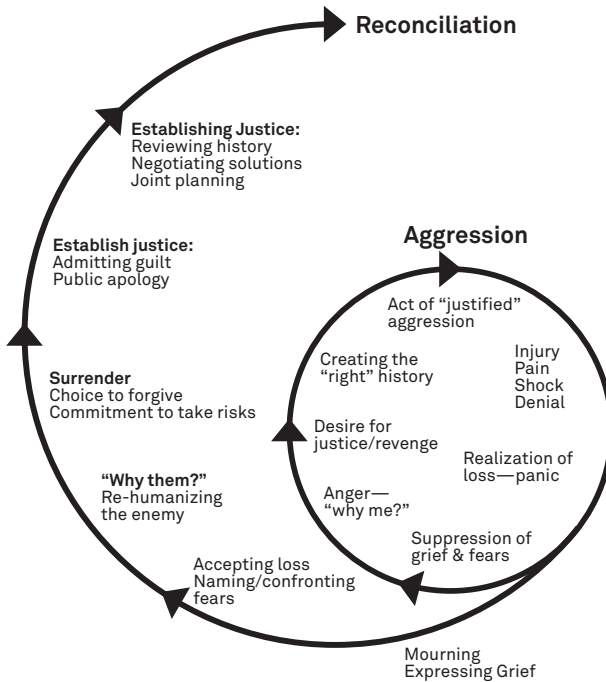 Reconciliation
Establishing Justice:
Reviewing history
Negotiating solutions
Joint planning
Establish justice:
Admitting guilt
Public apology
Surrender
Choice to forgive
Commitment to take risks
“Why them?”
Re-humanizing
the enemy
Accepting loss
Naming/confronting
fears
Mourning
Expressing Grief
Aggression
Act of “justified”
aggression
Injury
Pain
Shock
Denial
Realization of
loss—panic
Suppression of
grief & fears
Anger—
“why me?”
Desire for
justice/revenge
Creating the
“right” history